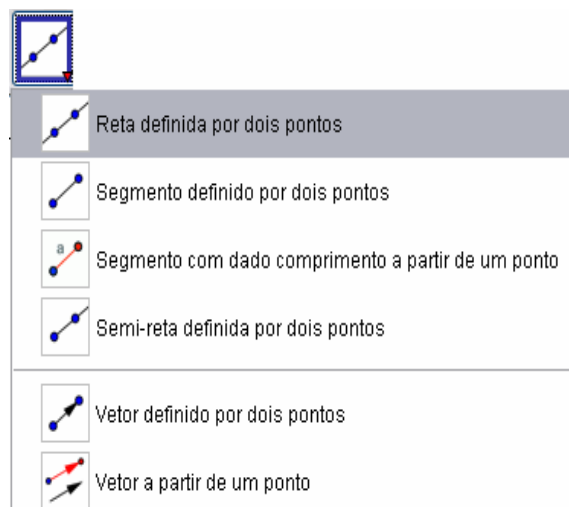 Reta definida por dois pontos
Segmento definido por dois pontos
a
Segmento com dado comprimento a partir de um ponto
Semi-reta definida por dois pontos
Vetor definido por dois pontos
Vetor a partir de um ponto